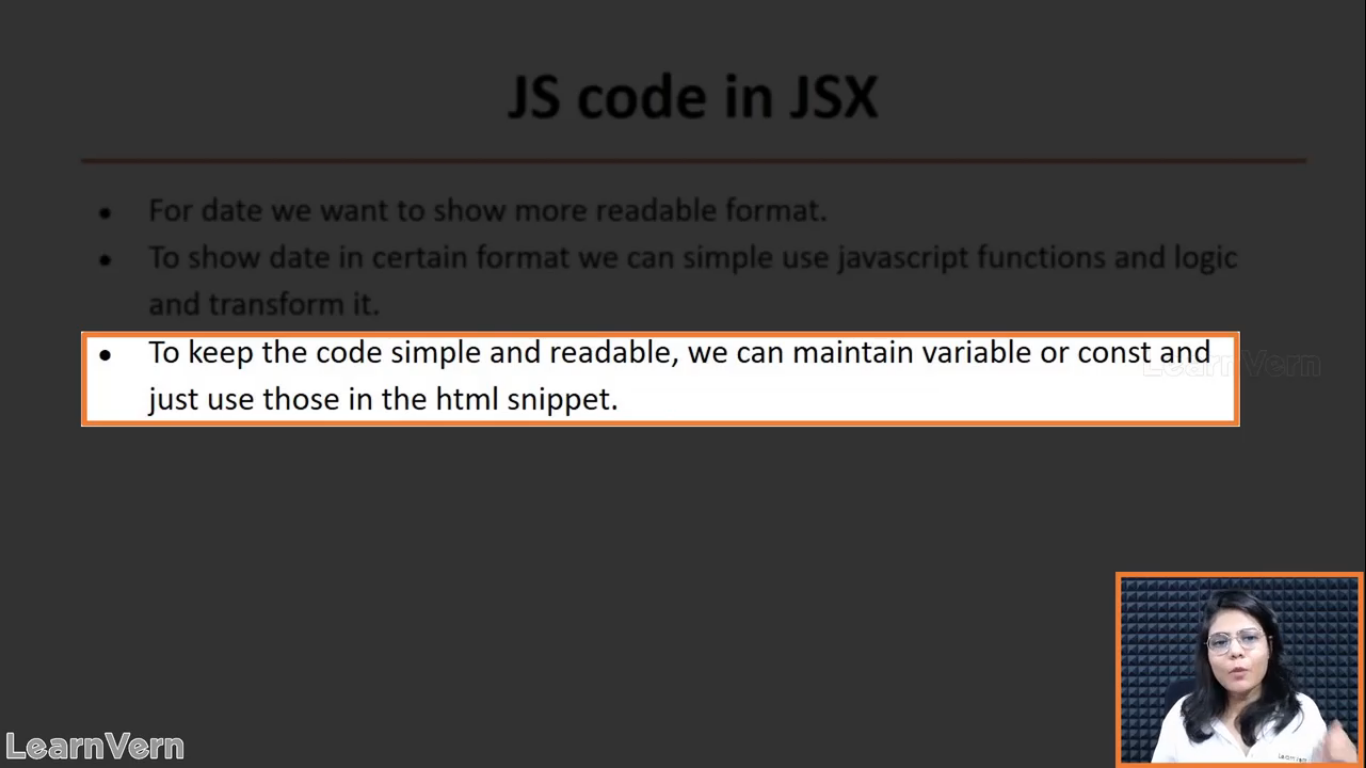 JS code in JSX
• For date we want to show more readable format.
• To show date in certain format we can simple use javascript functions and logic
and transform it.
• To keep the code simple and readable, we can maintain variable or const and
just use those in the html snippet.
LearnVern
LearnVern